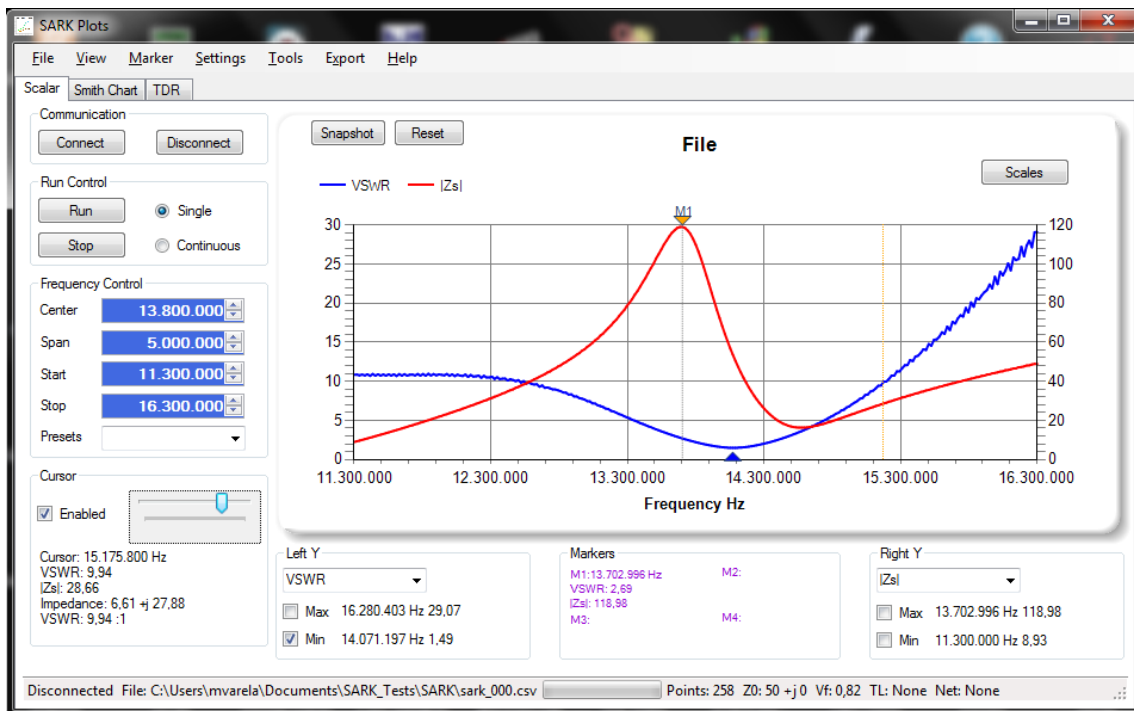 SARK Plots
File View Marker Settings Tools Export Help
Scalar Smith Chart TDR
Communication
Connect Disconnect
Run Control
Run Single
Stop Continuous
Frequency Control
Center 13.800.000
Span 5.000.000
Start 11.300.000
Stop 16.300.000
Presets
Cursor
Enabled
Cursor: 15.175.800 Hz
VSWR: 9,94
|Zs|: 28,66
Impedance: 6,61 +j 27,88
VSWR: 9,94 :1
Snapshot Reset
File
Scales
VSWR |Zs|
M1
30 120
25 100
20 80
15 60
10 40
5 20
0 0
11.300.000 12.300.000 13.300.000 14.300.000 15.300.000 16.300.000
Frequency Hz
Left Y
VSWR
Max 16.280.403 Hz 29,07
Min 14.071.197 Hz 1,49
Markers
M1:13.702.996 Hz
VSWR: 2,69
|Zs|: 118,98
M3:
M2:
M4:
Right Y
|Zs|
Max 13.702.996 Hz 118,98
Min 11.300.000 Hz 8,93
Disconnected File: C:\Users\mvarela\Documents\SARK_Tests\SARK\sark_000.csv Points: 258 Z0: 50 +j 0 Vf: 0,82 TL: None Net: None